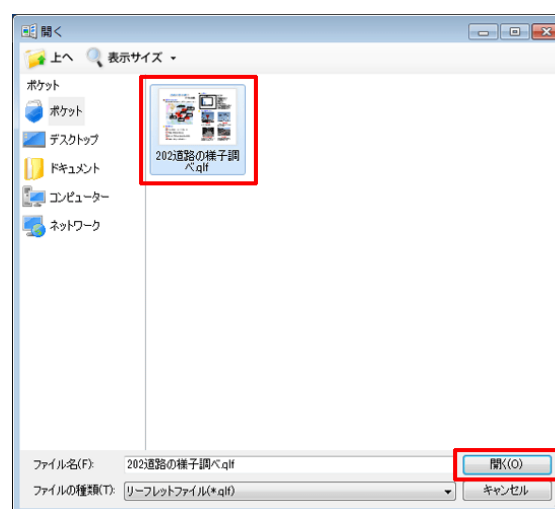 開く
上へ 表示サイズ
ポケット
ポケット
デスクトップ
ドキュメント
コンピューター
ネットワーク
202道路の様子調
べ.qlf
ファイル名(F): 202道路の様子調べ.qlf 開く(O)
ファイルの種類(T): リーフレットファイル(*.qlf) キャンセル